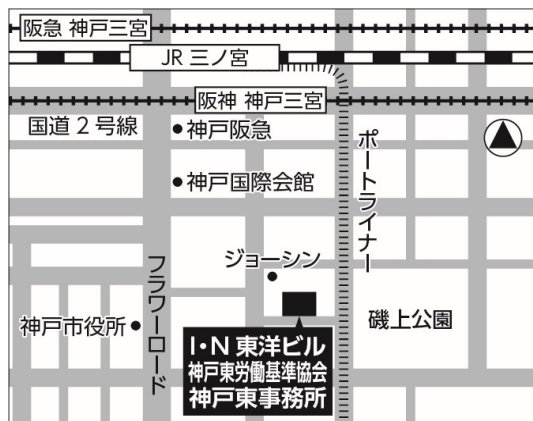 阪急 神戸三宮
JR 三ノ宮
阪神 神戸三宮
国道2号線
神戸阪急
神戸国際会館
ポートライナー
ジョーシン
フラワーロード
神戸市役所
磯上公園
I・N 東洋ビル
神戸東労働基準協会
神戸東事務所